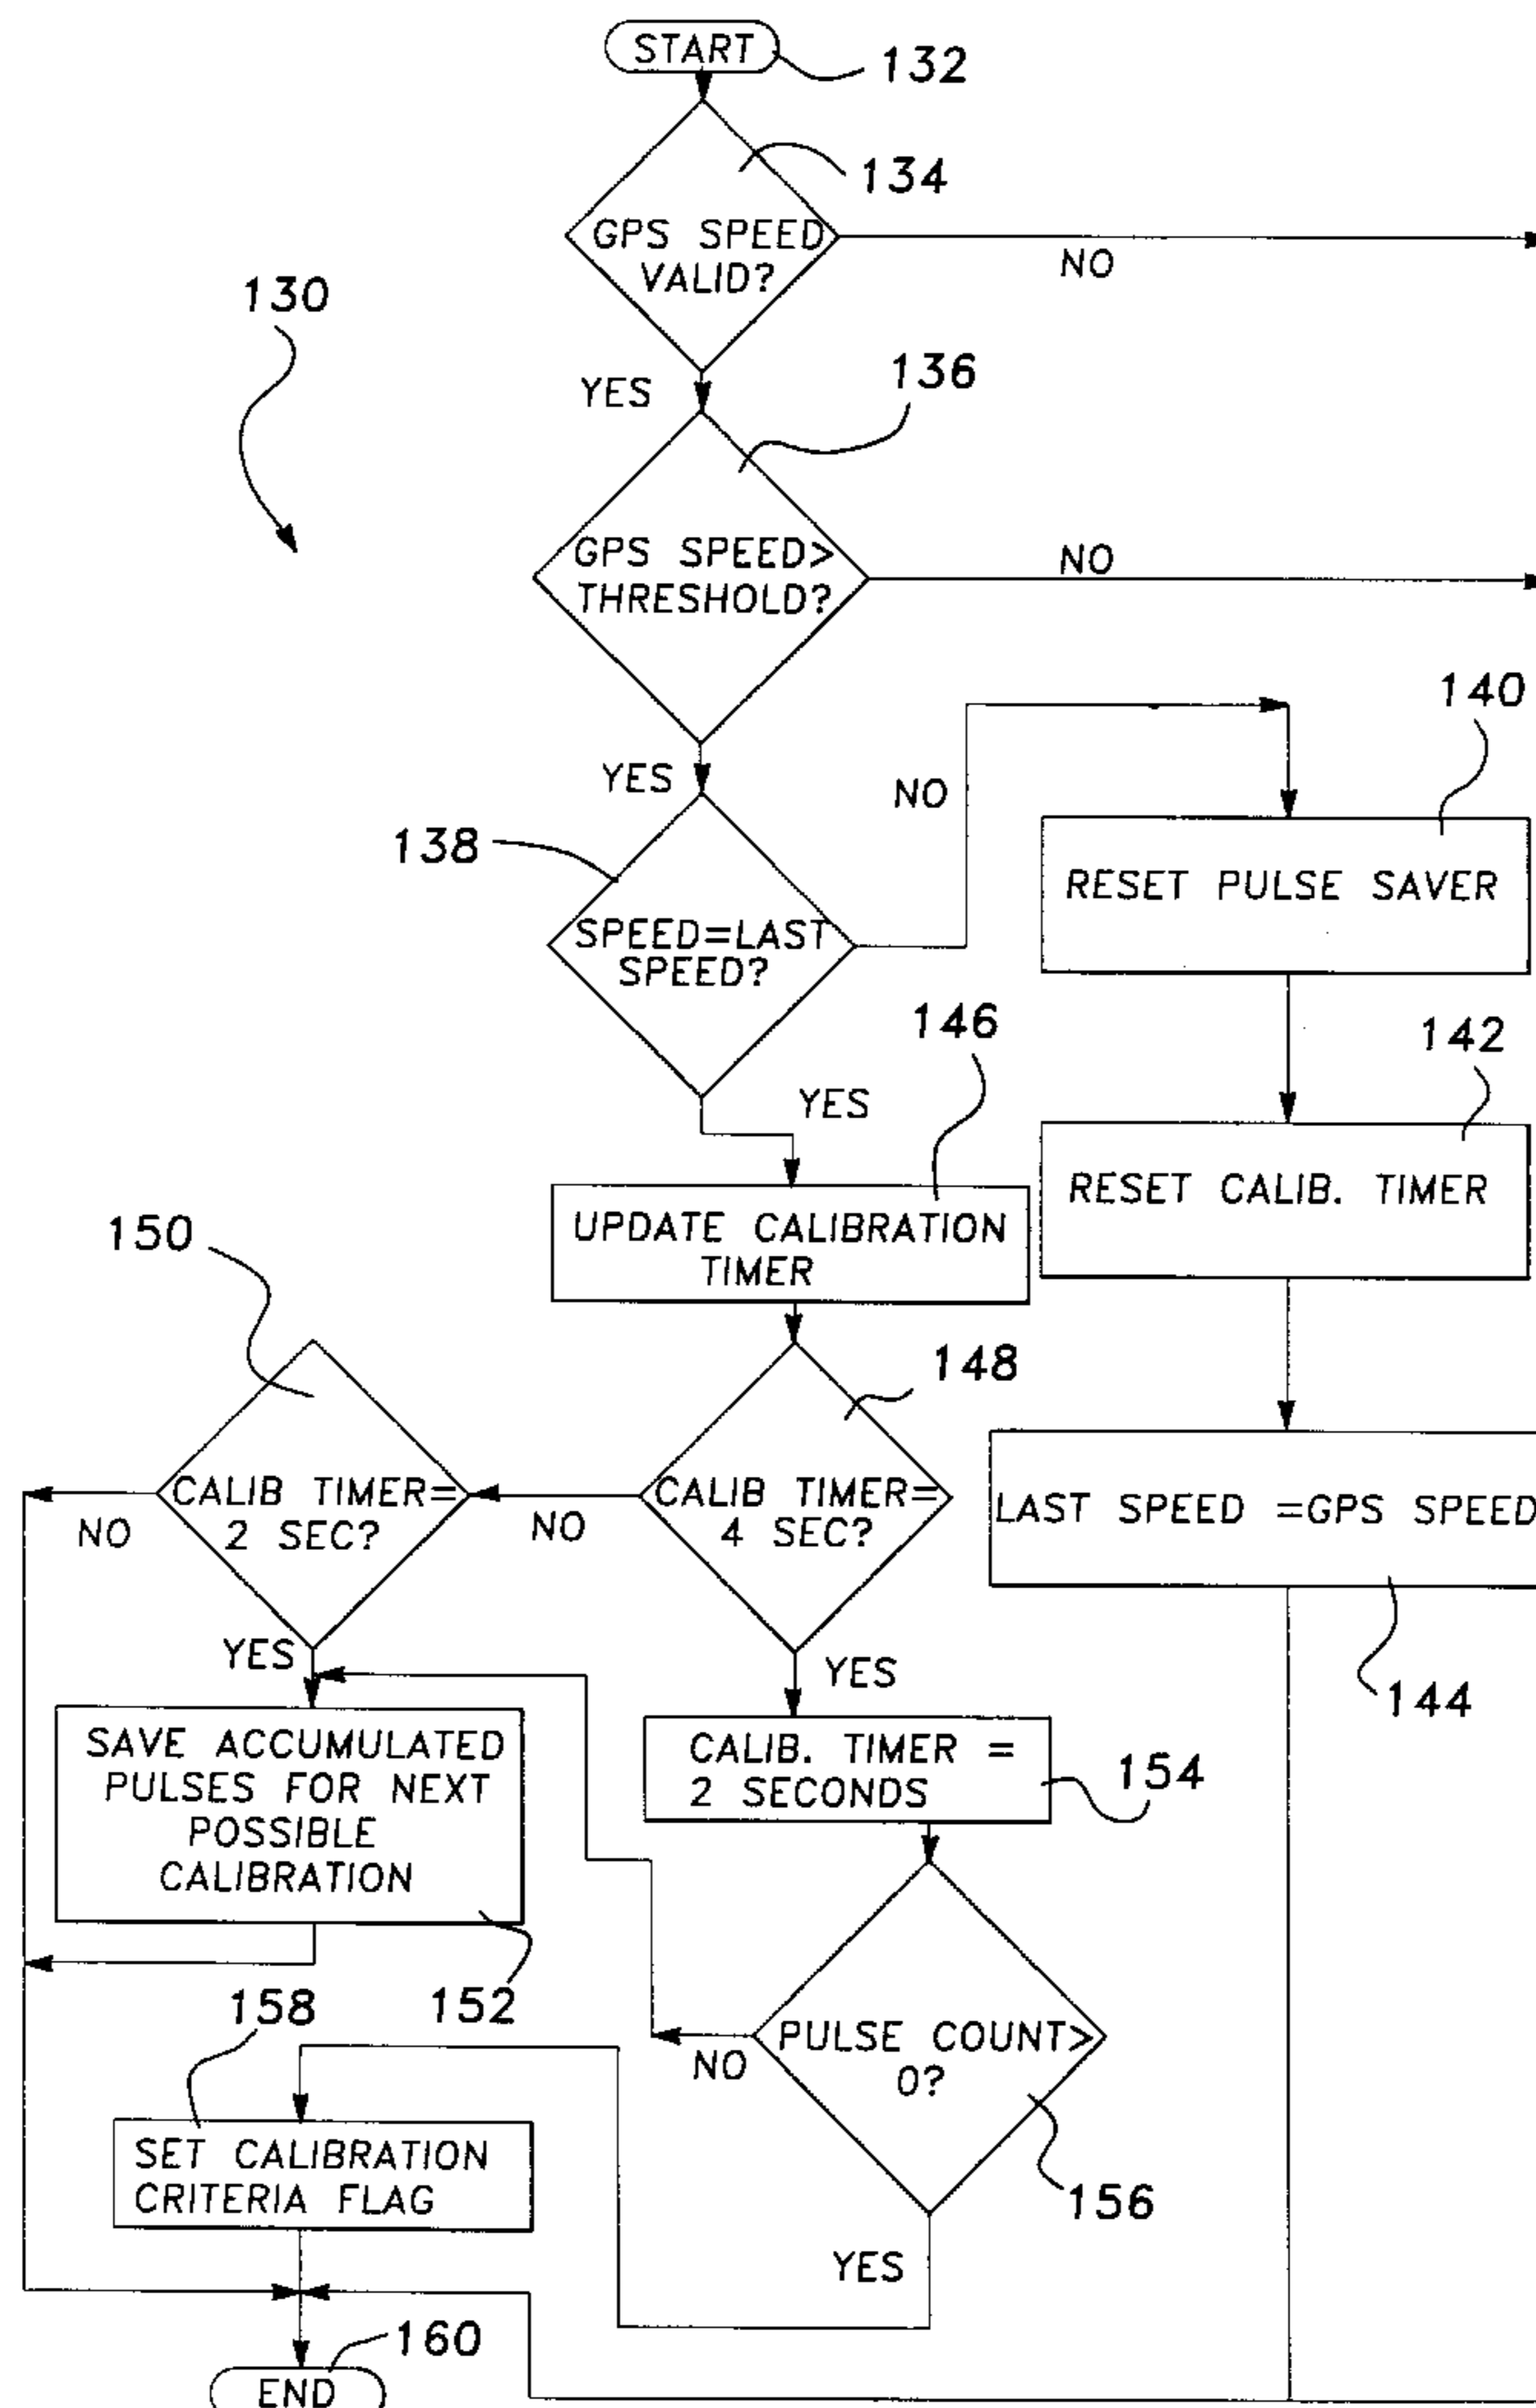 START
132
134
GPS SPEED
VALID?
NO
130
YES
136
GPS SPEED>
THRESHOLD?
NO
YES
140
NO
138
RESET PULSE SAVER
SPEED=LAST
SPEED?
146
142
YES
RESET CALIB. TIMER
150
UPDATE CALIBRATION
TIMER
148
CALIB TIMER=
2 SEC?
NO
NO
CALIB TIMER=
4 SEC?
LAST SPEED =GPS SPEED
YES
YES
144
SAVE ACCUMULATED
PULSES FOR NEXT
POSSIBLE
CALIBRATION
CALIB. TIMER =
2 SECONDS
154
152
158
PULSE COUNT>
0?
NO
SET CALIBRATION
CRITERIA FLAG
156
YES
160
END